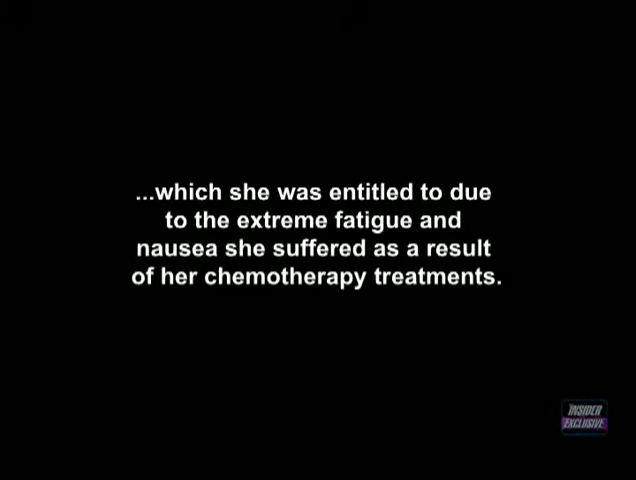 ...which she was entitled to due
to the extreme fatigue and
nausea she suffered as a result
of her chemotherapy treatments.
INSIDER
EXCLUSIVE